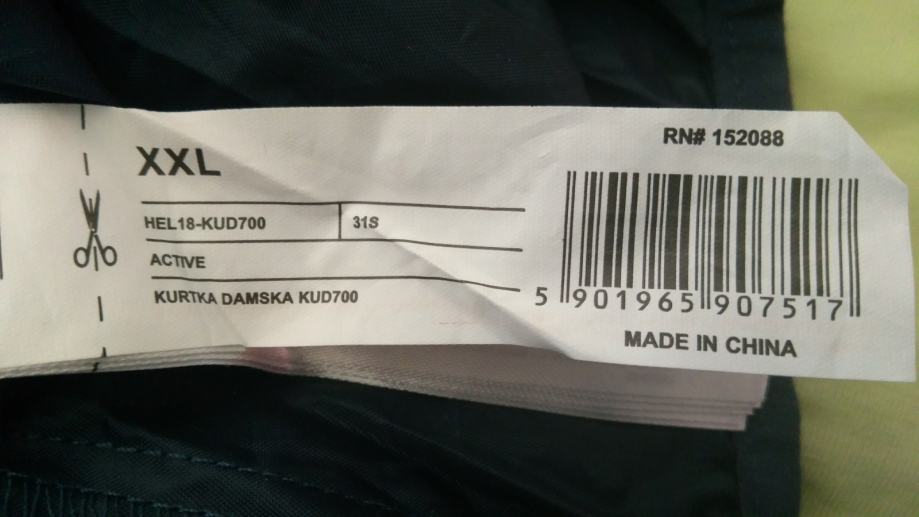 XXL
HEL18-KUD700 31S
ACTIVE
KURTKA DAMSKA KUD700
RN# 152088
5 901965 907517
MADE IN CHINA